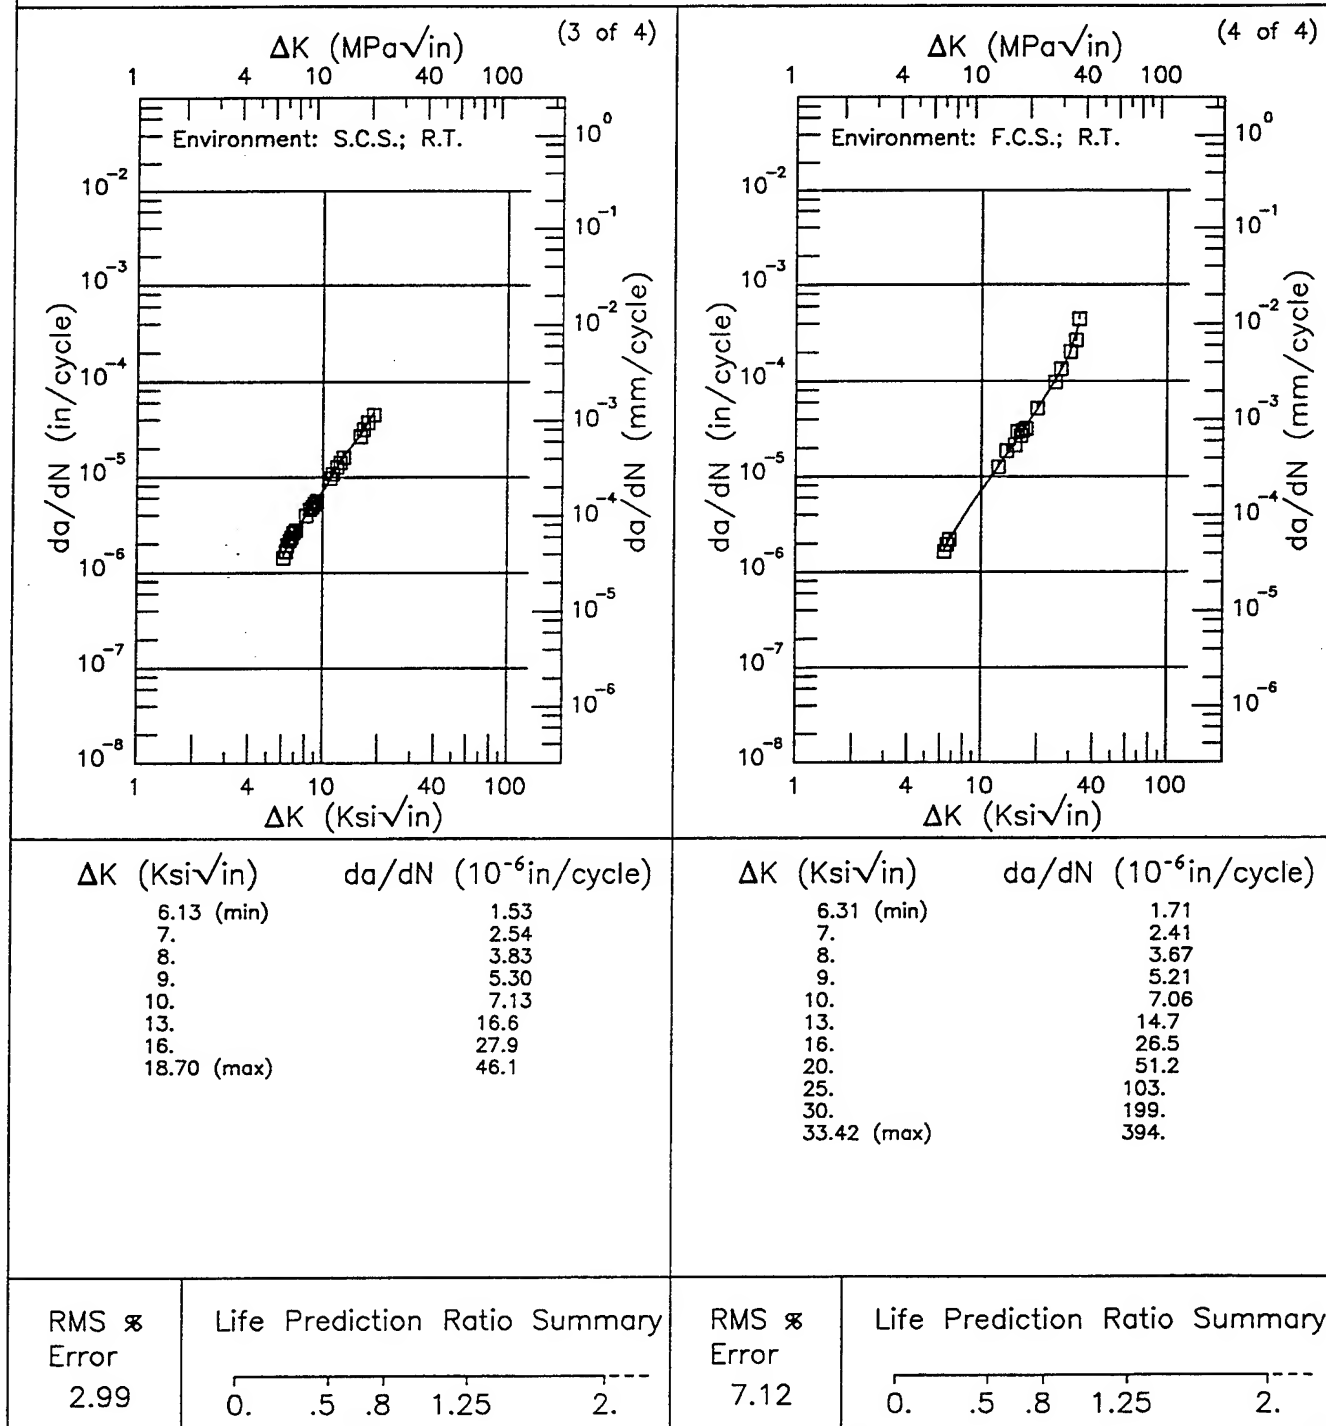 (3 of 4)
ΔK (MPa√in)
1 4 10 40 100
Environment: S.C.S.; R.T.
da/dN (in/cycle)
10⁻²
10⁻³
10⁻⁴
10⁻⁵
10⁻⁶
10⁻⁷
10⁻⁸
10⁰
10⁻¹
10⁻²
10⁻³
10⁻⁴
10⁻⁵
10⁻⁶
da/dN (mm/cycle)
1 4 10 40 100
ΔK (Ksi√in)
(4 of 4)
ΔK (MPa√in)
1 4 10 40 100
Environment: F.C.S.; R.T.
da/dN (in/cycle)
10⁻²
10⁻³
10⁻⁴
10⁻⁵
10⁻⁶
10⁻⁷
10⁻⁸
10⁰
10⁻¹
10⁻²
10⁻³
10⁻⁴
10⁻⁵
10⁻⁶
da/dN (mm/cycle)
1 4 10 40 100
ΔK (Ksi√in)
ΔK (Ksi√in) da/dN (10⁻⁶in/cycle)
6.13 (min) 1.53
7. 2.54
8. 3.83
9. 5.30
10. 7.13
13. 16.6
16. 27.9
18.70 (max) 46.1
ΔK (Ksi√in) da/dN (10⁻⁶in/cycle)
6.31 (min) 1.71
7. 2.41
8. 3.67
9. 5.21
10. 7.06
13. 14.7
16. 26.5
20. 51.2
25. 103.
30. 199.
33.42 (max) 394.
RMS %
Error
2.99
Life Prediction Ratio Summary
0. .5 .8 1.25 2.
RMS %
Error
7.12
Life Prediction Ratio Summary
0. .5 .8 1.25 2.